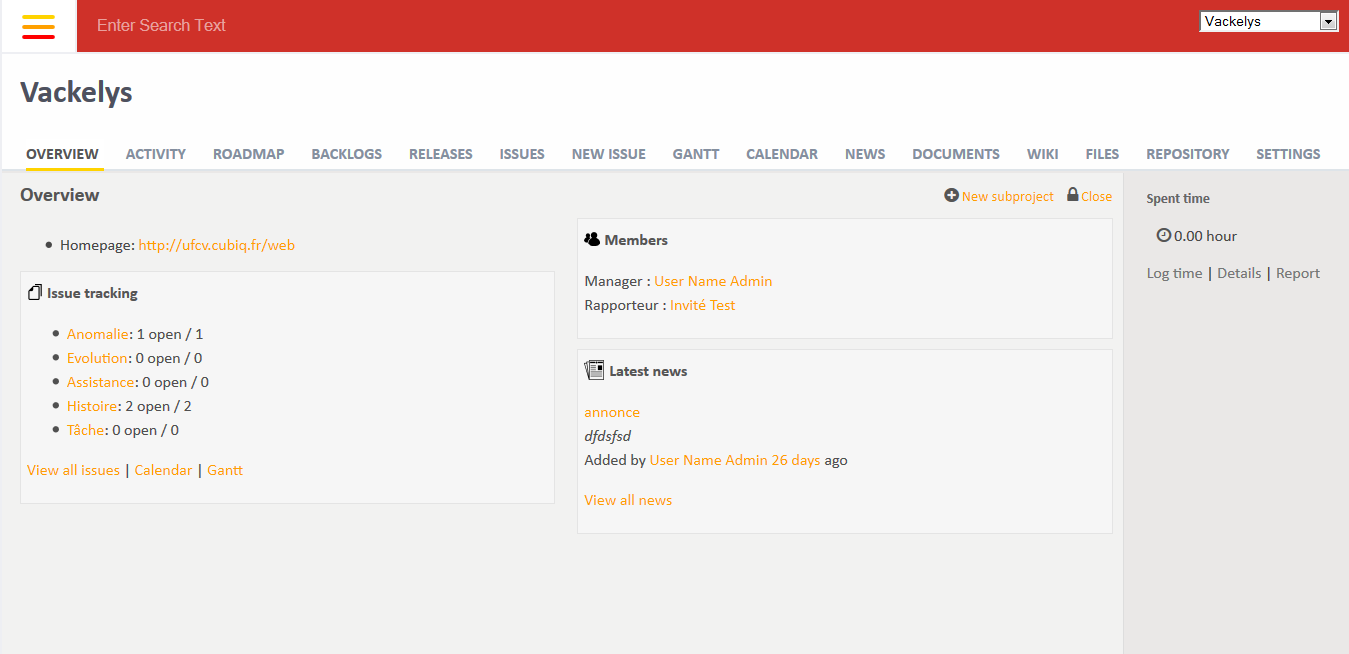 Enter Search Text
Vackelys
Vackelys
OVERVIEW ACTIVITY ROADMAP BACKLOGS RELEASES ISSUES NEW ISSUE GANTT CALENDAR NEWS DOCUMENTS WIKI FILES REPOSITORY SETTINGS
Overview
New subproject Close
Homepage: http://ufcv.cubiq.fr/web
Issue tracking
Anomalie: 1 open / 1
Evolution: 0 open / 0
Assistance: 0 open / 0
Histoire: 2 open / 2
Tâche: 0 open / 0
View all issues | Calendar | Gantt
Members
Manager : User Name Admin
Rapporteur : Invité Test
Latest news
annonce
dfdsfsd
Added by User Name Admin 26 days ago
View all news
Spent time
0.00 hour
Log time | Details | Report